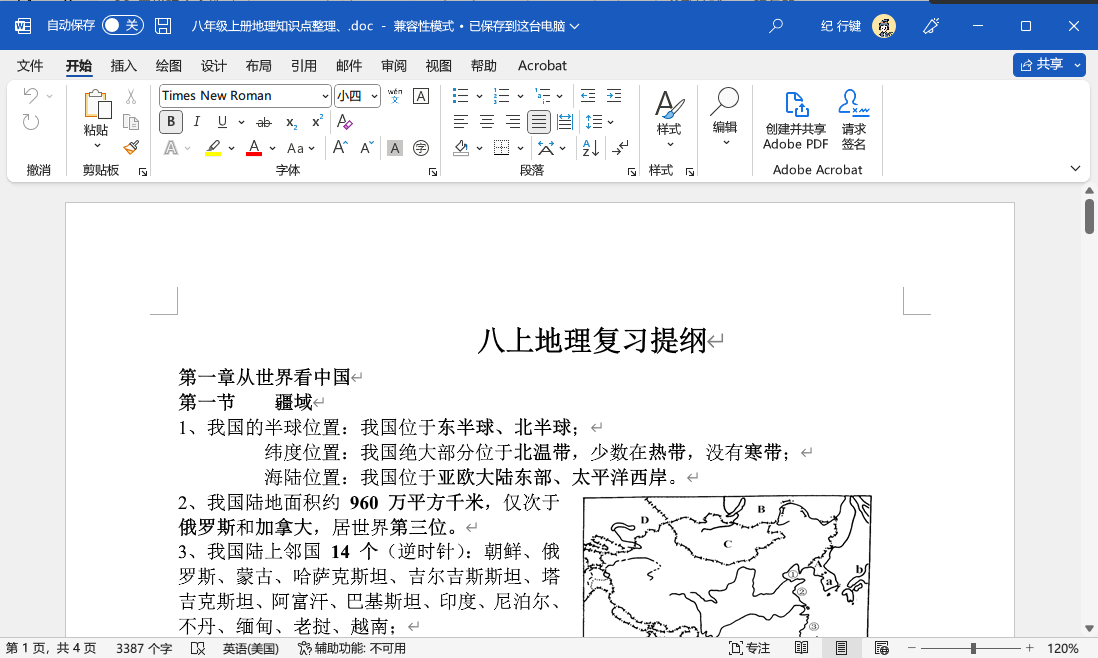 自动保存 关 八年级上册地理知识点整理、.doc - 兼容性模式 • 已保存到这台电脑 纪 行键
文件 开始 插入 绘图 设计 布局 引用 邮件 审阅 视图 帮助 Acrobat 共享
Times New Roman 小四 wén 文 A
粘贴 B I U ab x₂ x² A 样式 编辑 创建并共享 Adobe PDF 请求签名
A A Aa A A A 字
撤消 剪贴板 字体 段落 样式 Adobe Acrobat
八上地理复习提纲
第一章从世界看中国
第一节 疆域
1、我国的半球位置：我国位于东半球、北半球；
纬度位置：我国绝大部分位于北温带，少数在热带，没有寒带；
海陆位置：我国位于亚欧大陆东部、太平洋西岸。
2、我国陆地面积约 960 万平方千米，仅次于
俄罗斯和加拿大，居世界第三位。
3、我国陆上邻国 14 个（逆时针）：朝鲜、俄
罗斯、蒙古、哈萨克斯坦、吉尔吉斯斯坦、塔
吉克斯坦、阿富汗、巴基斯坦、印度、尼泊尔、
不丹、缅甸、老挝、越南；
B
D
C
A
① a b
②
③
第 1 页，共 4 页 3387 个字 英语(美国) 辅助功能: 不可用 专注 120%